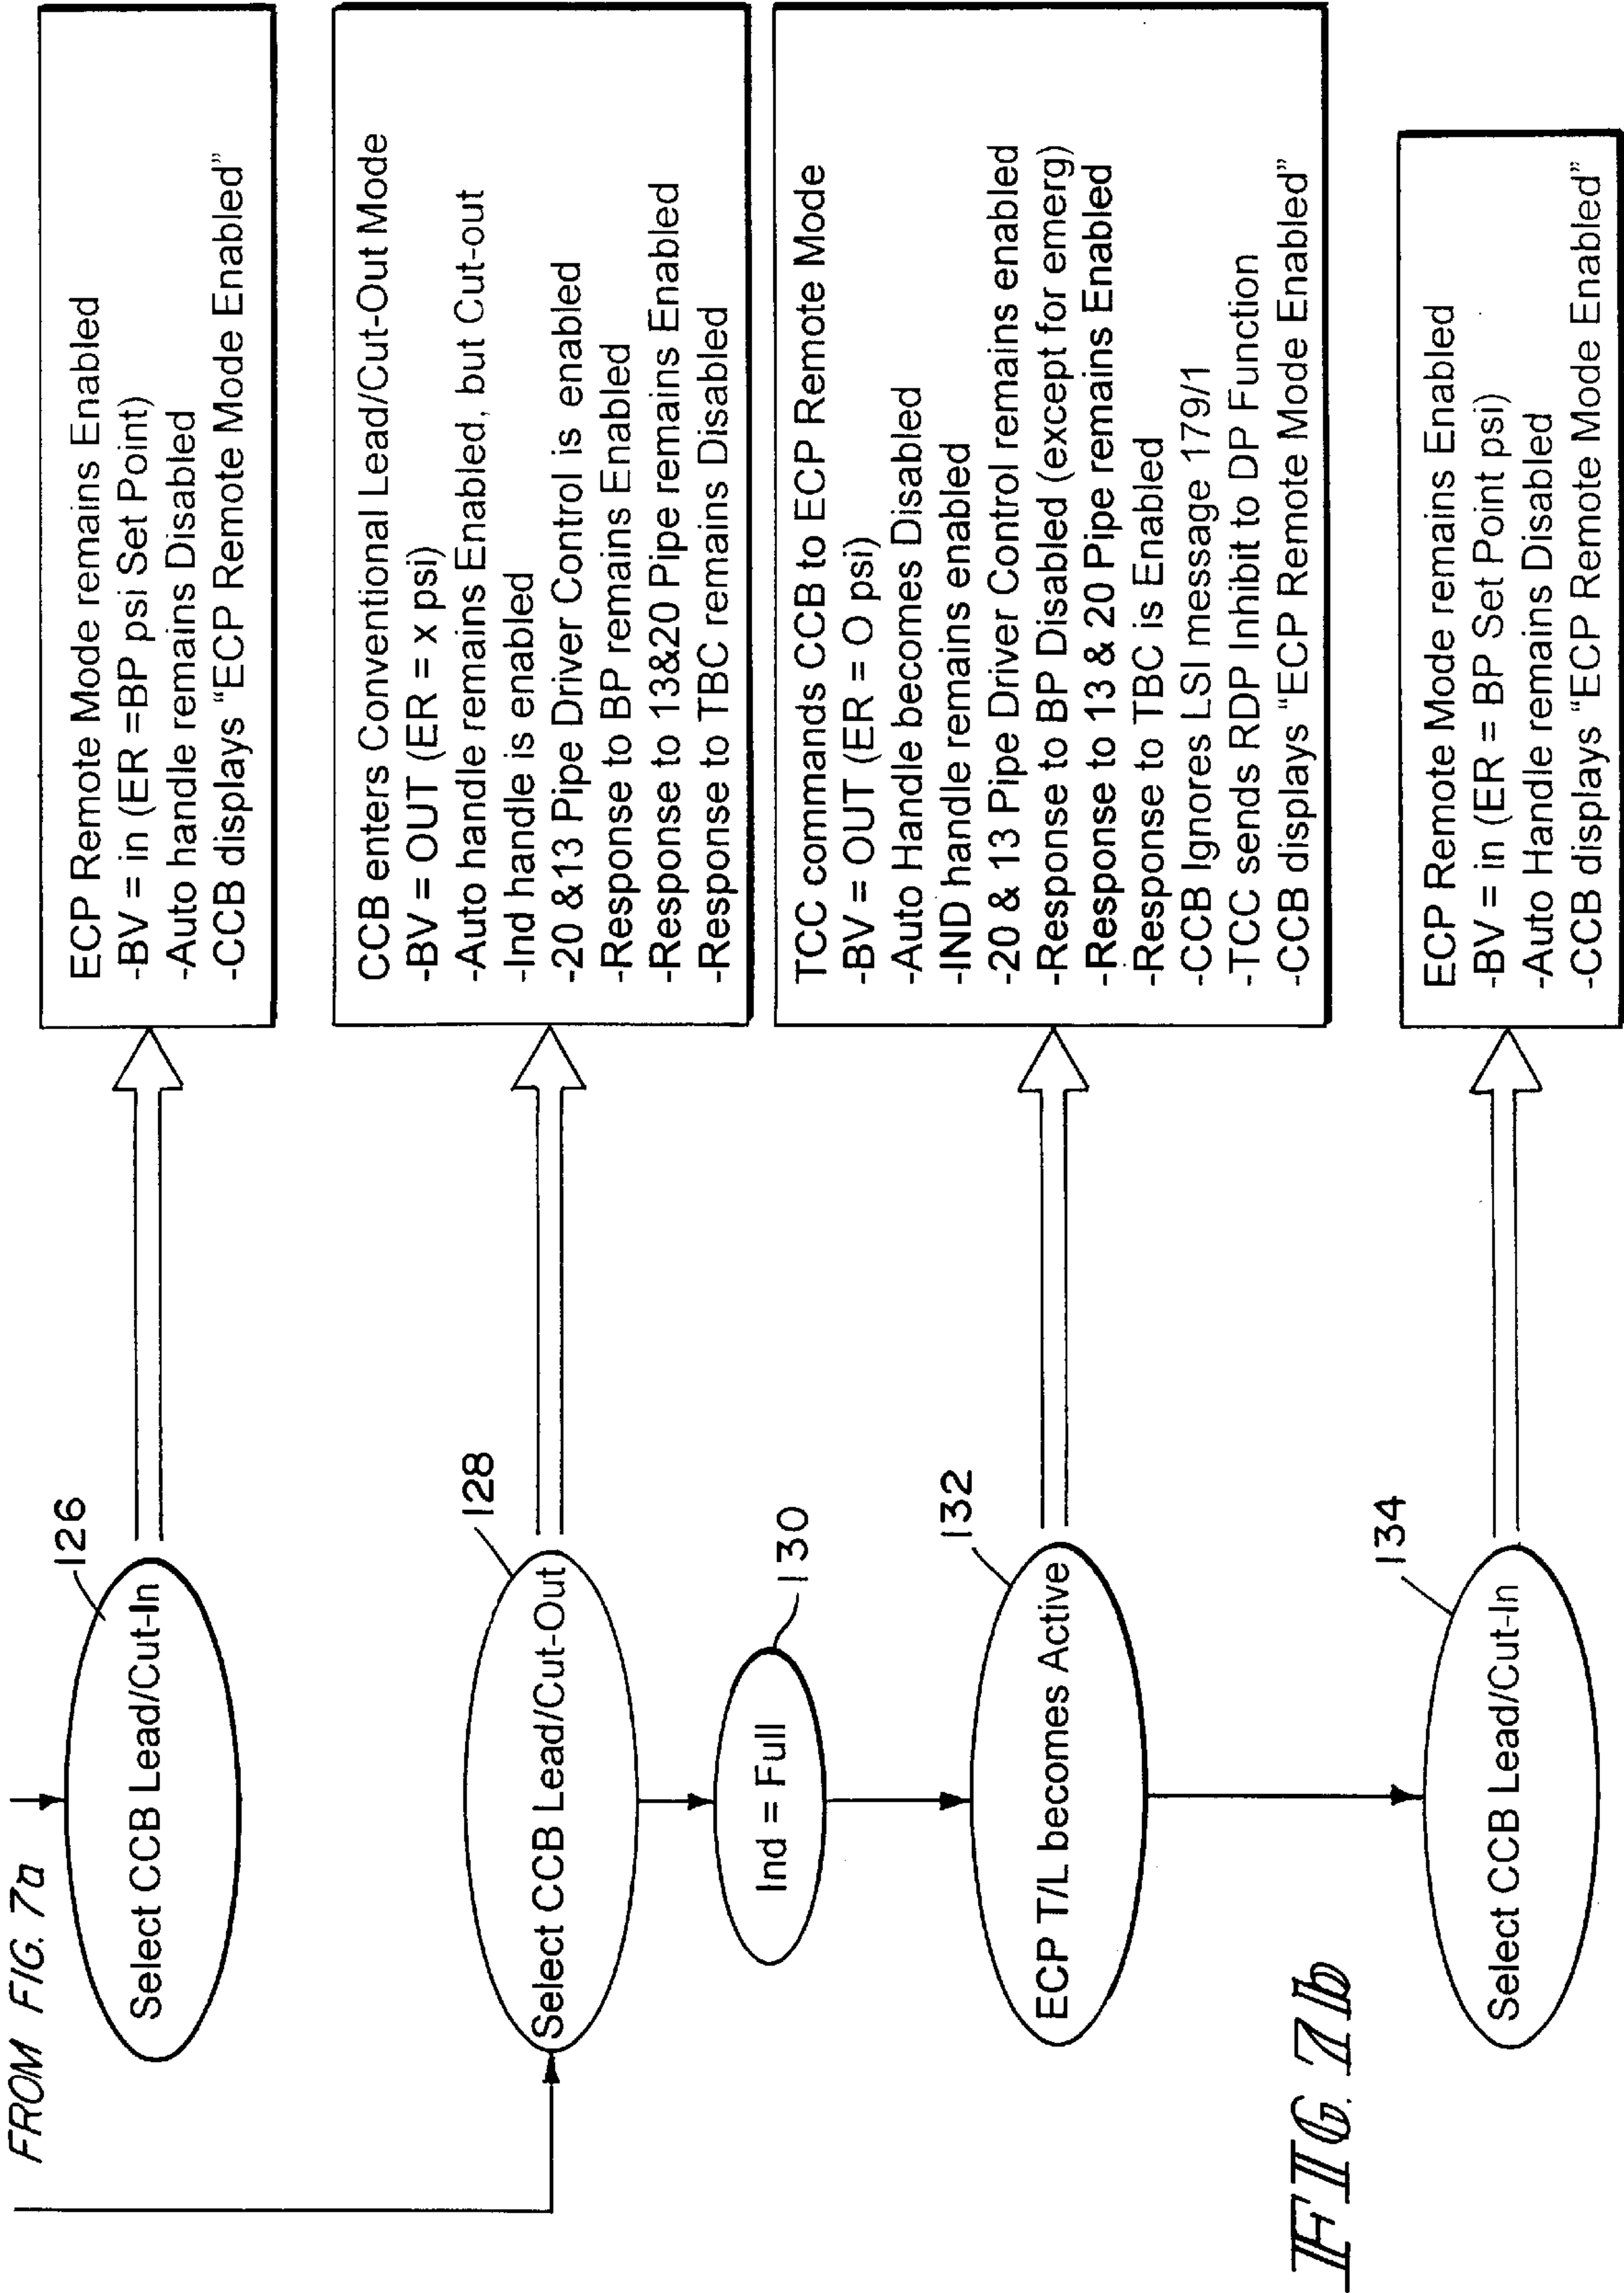 FROM FIG. 7a
126
Select CCB Lead/Cut-In
ECP Remote Mode remains Enabled
-BV = in (ER =BP psi Set Point)
-Auto handle remains Disabled
-CCB displays “ECP Remote Mode Enabled”
128
Select CCB Lead/Cut-Out
CCB enters Conventional Lead/Cut-Out Mode
-BV = OUT (ER = x psi)
-Auto handle remains Enabled, but Cut-out
-Ind handle is enabled
-20 &13 Pipe Driver Control is enabled
-Response to BP remains Enabled
-Response to 13&20 Pipe remains Enabled
-Response to TBC remains Disabled
130
Ind = Full
132
ECP T/L becomes Active
TCC commands CCB to ECP Remote Mode
-BV = OUT (ER = O psi)
-Auto Handle becomes Disabled
-IND handle remains enabled
-20 & 13 Pipe Driver Control remains enabled
-Response to BP Disabled (except for emerg)
-Response to 13 & 20 Pipe remains Enabled
-Response to TBC is Enabled
-CCB Ignores LSI message 179/1
-TCC sends RDP Inhibit to DP Function
-CCB displays “ECP Remote Mode Enabled”
134
Select CCB Lead/Cut-In
ECP Remote Mode remains Enabled
-BV = in (ER = BP Set Point psi)
-Auto Handle remains Disabled
-CCB displays “ECP Remote Mode Enabled”
FIG. 7b